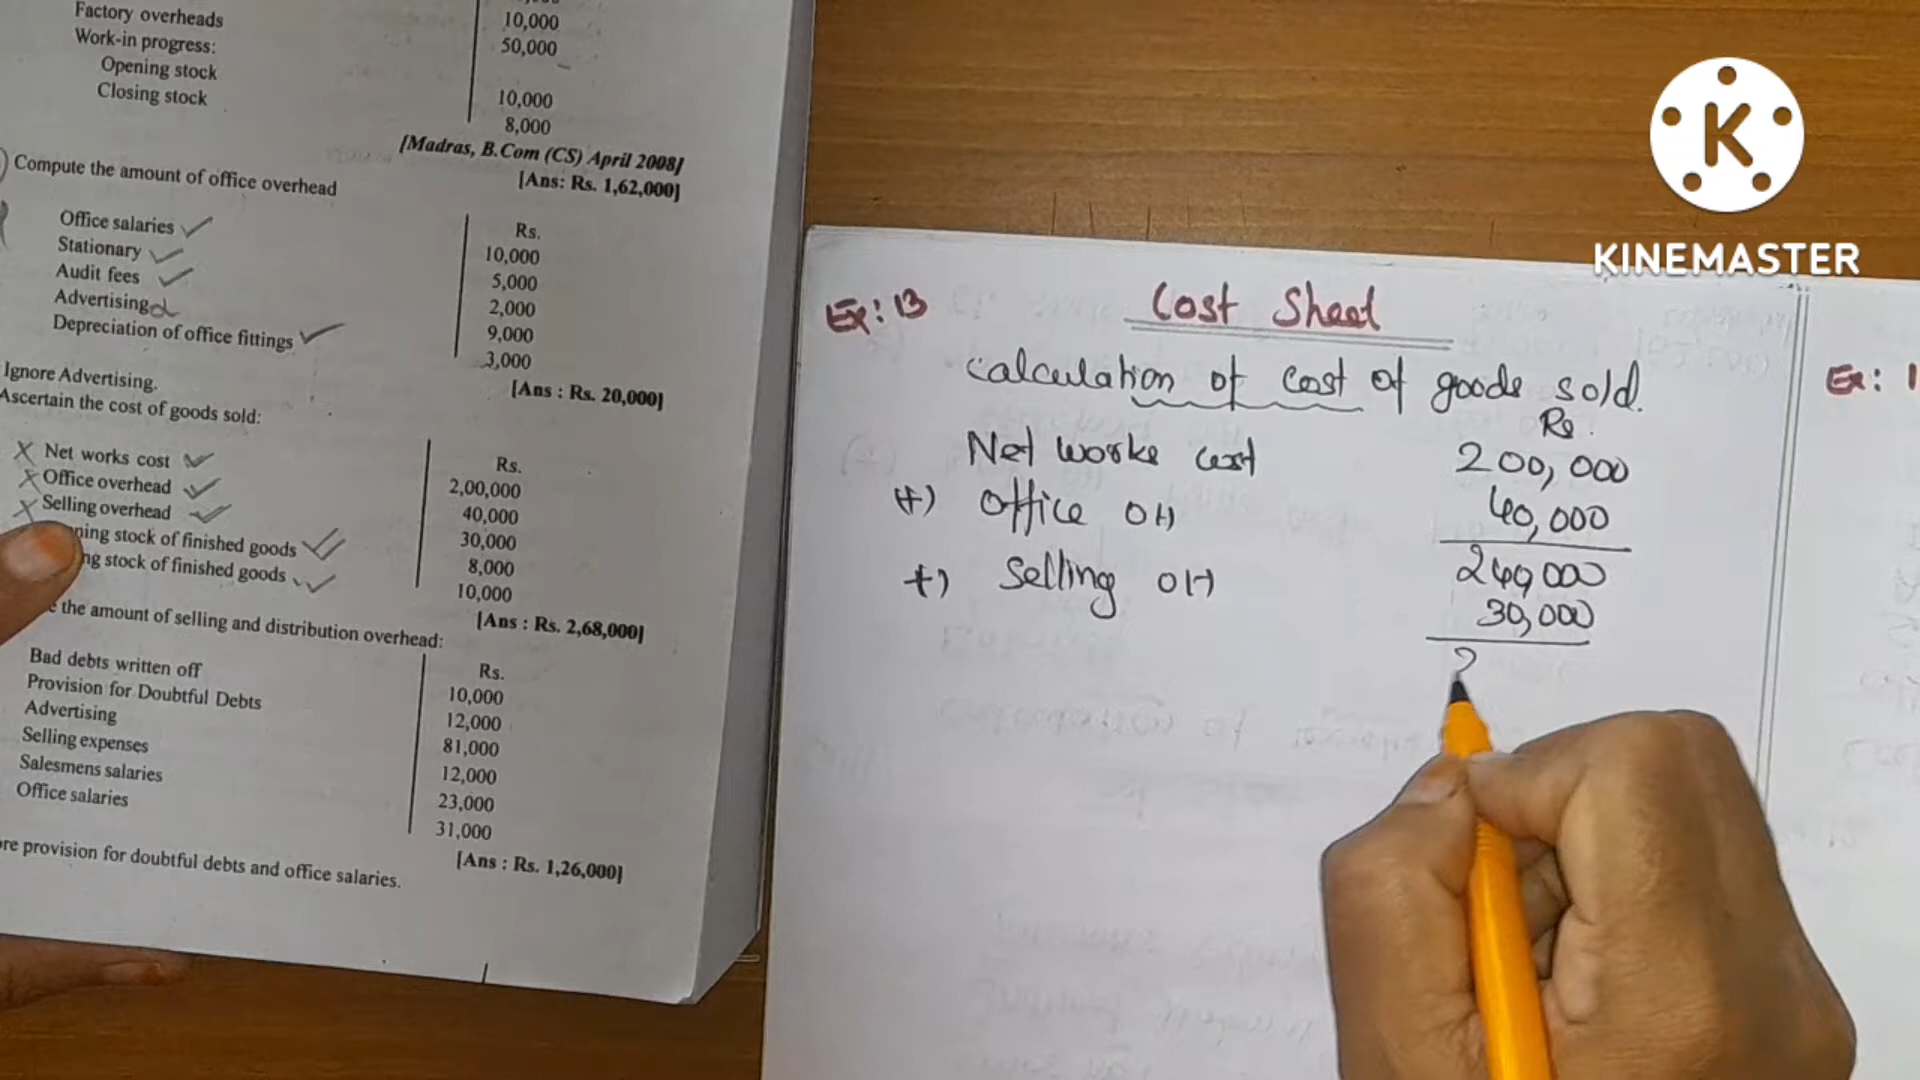 Factory overheads 10,000
Work-in progress: 50,000
Opening stock 10,000
Closing stock 8,000
[Madras, B.Com (CS) April 2008]
[Ans: Rs. 1,62,000]
Compute the amount of office overhead
Rs.
Office salaries 10,000
Stationary 5,000
Audit fees 2,000
Advertising 9,000
Depreciation of office fittings 3,000
[Ans : Rs. 20,000]
Ignore Advertising.
Ascertain the cost of goods sold:
Rs.
Net works cost 2,00,000
Office overhead 40,000
Selling overhead 30,000
ning stock of finished goods 8,000
ng stock of finished goods 10,000
[Ans : Rs. 2,68,000]
e the amount of selling and distribution overhead:
Rs.
Bad debts written off 10,000
Provision for Doubtful Debts 12,000
Advertising 81,000
Selling expenses 12,000
Salesmens salaries 23,000
Office salaries 31,000
[Ans : Rs. 1,26,000]
re provision for doubtful debts and office salaries.
K
KINEMASTER
Ex: 13 Cost Sheet
calculation of cost of goods sold.
Rs.
Net works cost 200,000
+) Office OH 40,000
240,000
+) Selling OH 30,000
2
Ex: 1